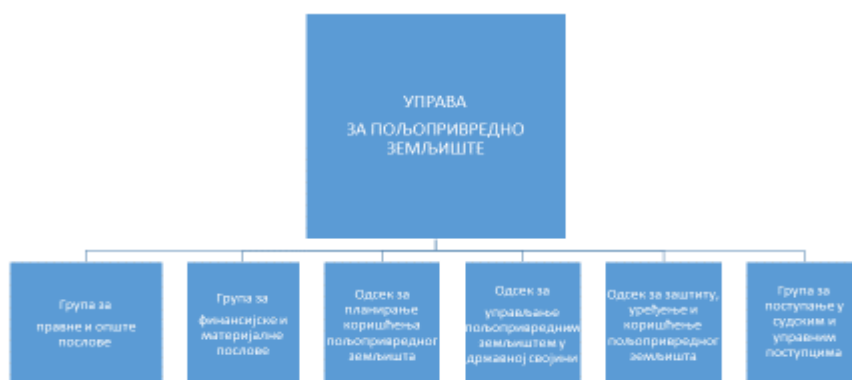 УПРАВА
ЗА ПОЉОПРИВРЕДНО
ЗЕМЉИШТЕ
Група за
правне и опште
послове
Група за
финансијске и
материјалне
послове
Одсек за
планирање
коришћења
пољопривредног
земљишта
Одсек за
управљање
пољопривредним
земљиштем у
државној својини
Одсек за заштиту,
уређење и
коришћење
пољопривредног
земљишта
Група за
поступање у
судским и
управним
поступцима